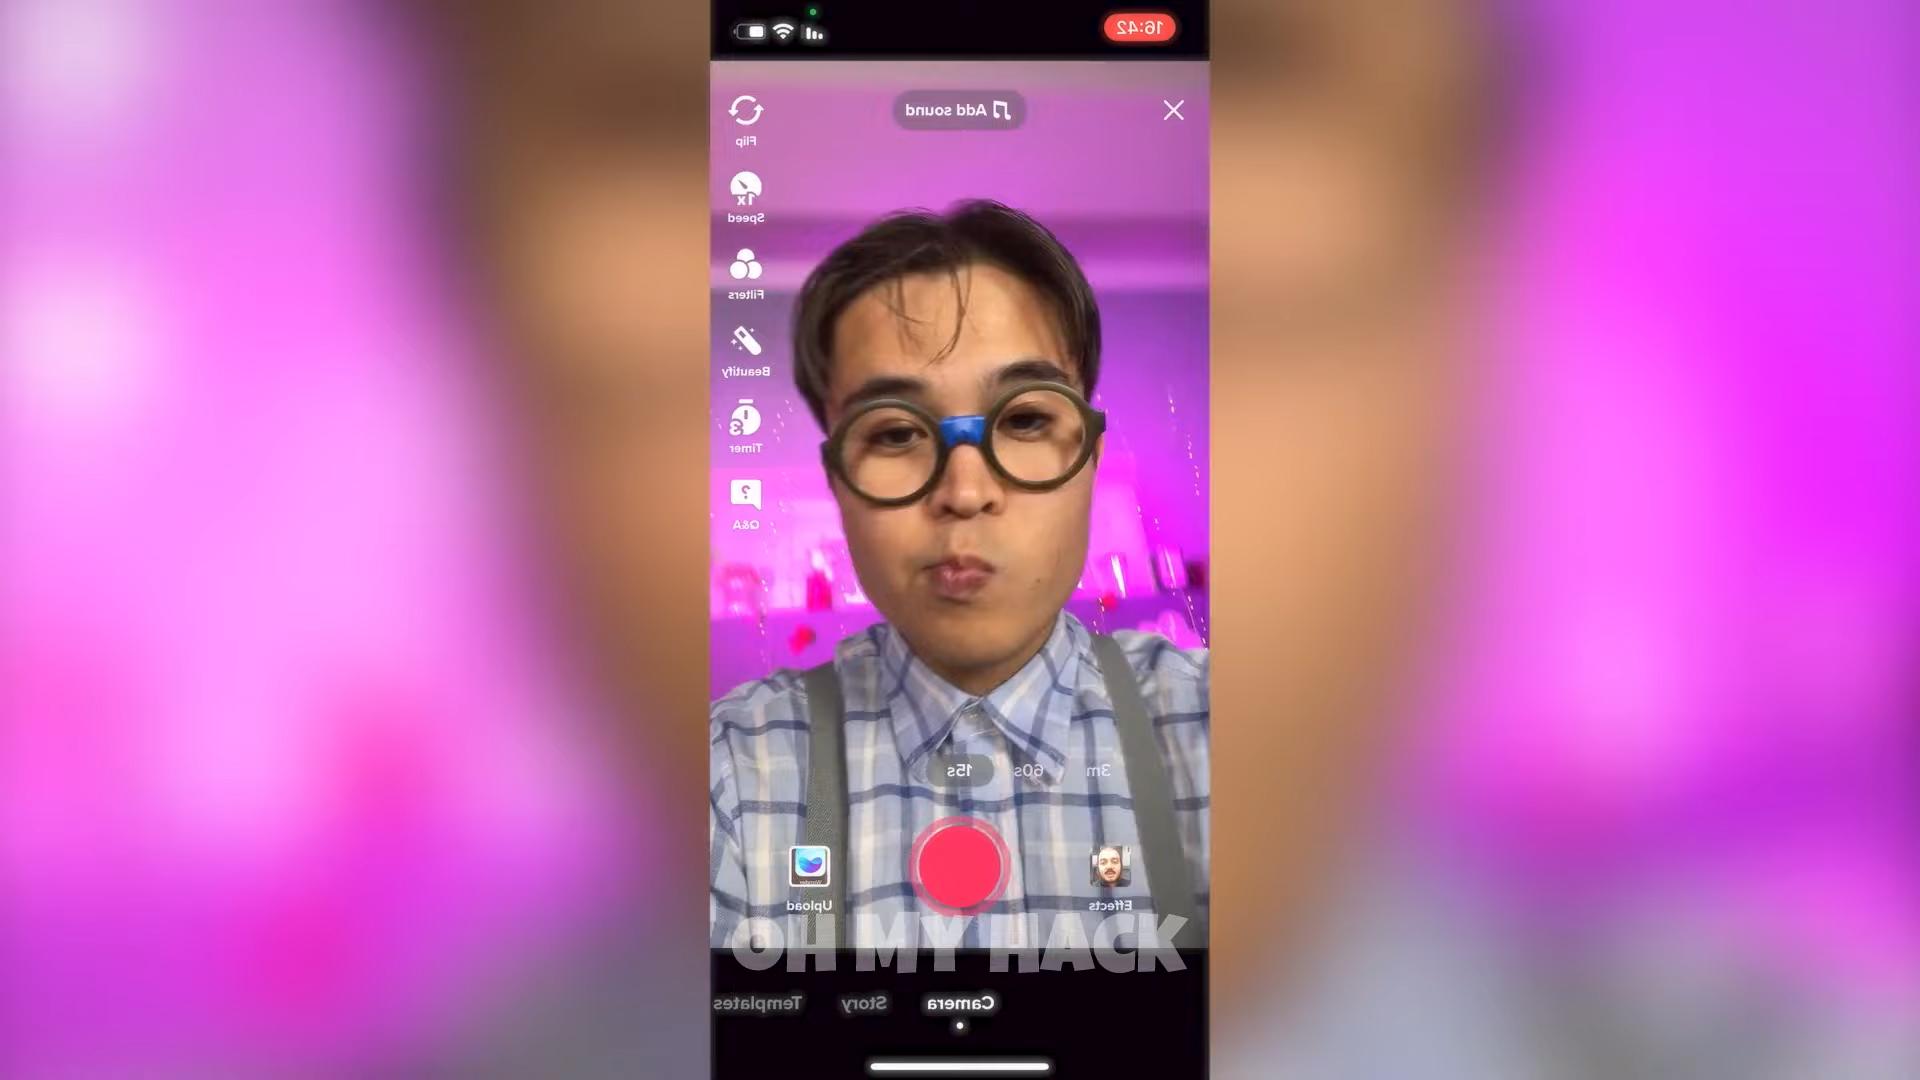 16:42
Add sound
Flip
1x
Speed
Filters
Beautify
3
Timer
?
Q&A
15s
60s
3m
Upload
Effects
OH MY HACK
Templates
Story
Camera